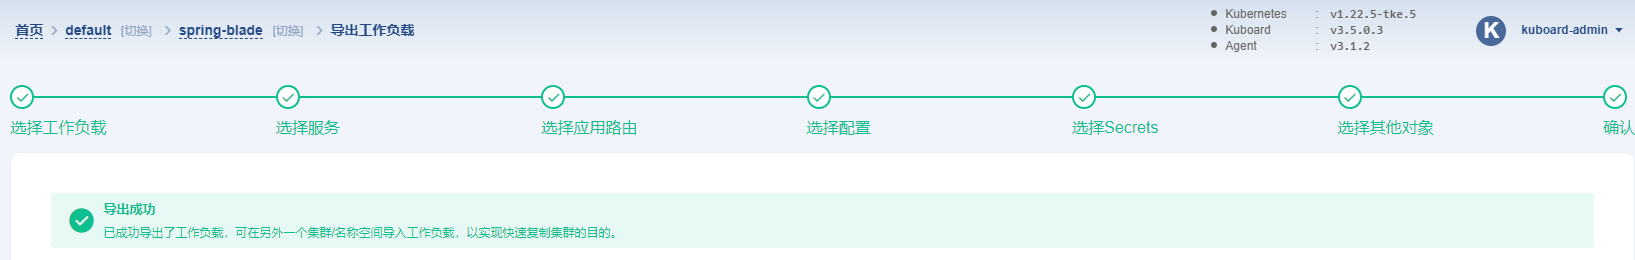 首页 > default [切换] > spring-blade [切换] > 导出工作负载
Kubernetes : v1.22.5-tke.5
Kuboard : v3.5.0.3
Agent : v3.1.2
K kuboard-admin
选择工作负载 选择服务 选择应用路由 选择配置 选择Secrets 选择其他对象 确认
导出成功
已成功导出了工作负载，可在另外一个集群/名称空间导入工作负载，以实现快速复制集群的目的。